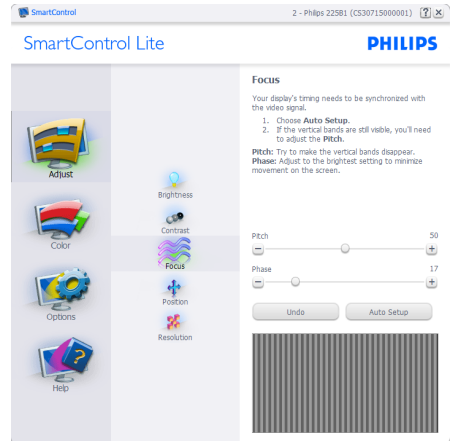 SmartControl
2 - Philips 225B1 (CS30715000001)
?
SmartControl Lite
PHILIPS
Adjust
Color
Options
Help
Brightness
Contrast
Focus
Position
Resolution
Focus
Your display's timing needs to be synchronized with
the video signal.
1. Choose Auto Setup.
2. If the vertical bands are still visible, you'll need
to adjust the Pitch.
Pitch: Try to make the vertical bands disappear.
Phase: Adjust to the brightest setting to minimize
movement on the screen.
Pitch 50
Phase 17
Undo Auto Setup